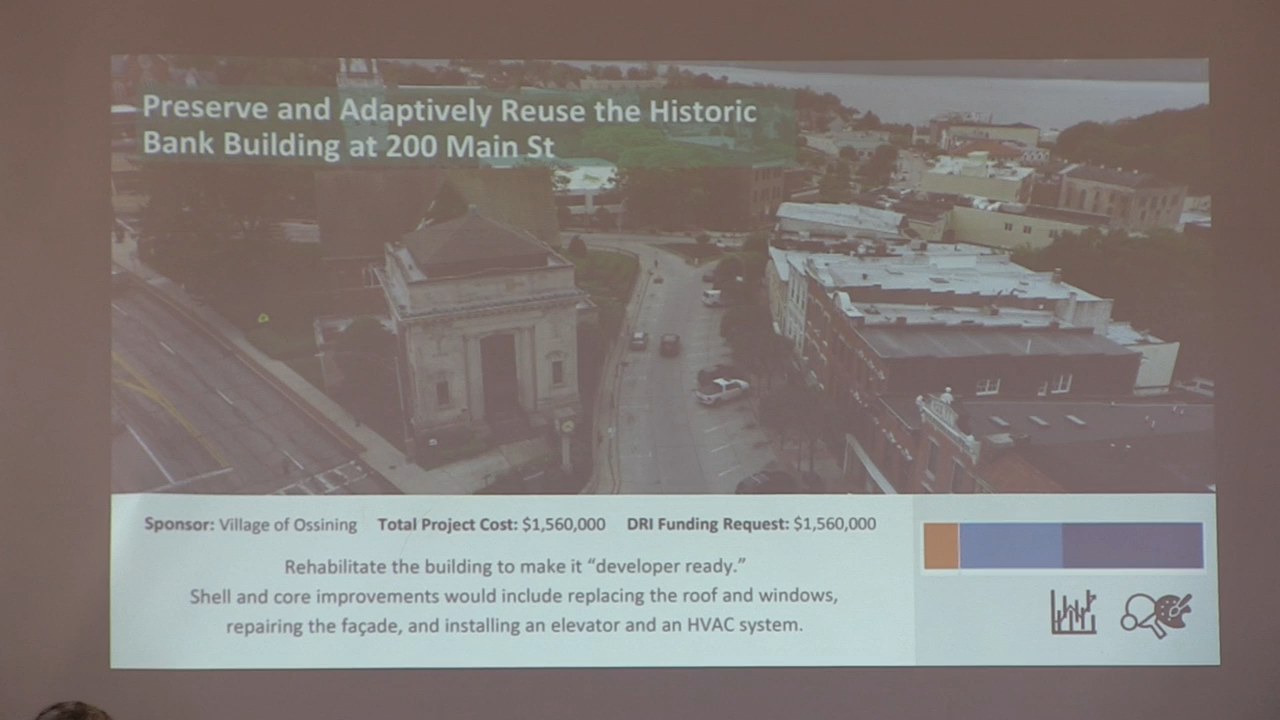 Preserve and Adaptively Reuse the Historic
Bank Building at 200 Main St
Sponsor: Village of Ossining Total Project Cost: $1,560,000 DRI Funding Request: $1,560,000
Rehabilitate the building to make it “developer ready.”
Shell and core improvements would include replacing the roof and windows,
repairing the façade, and installing an elevator and an HVAC system.